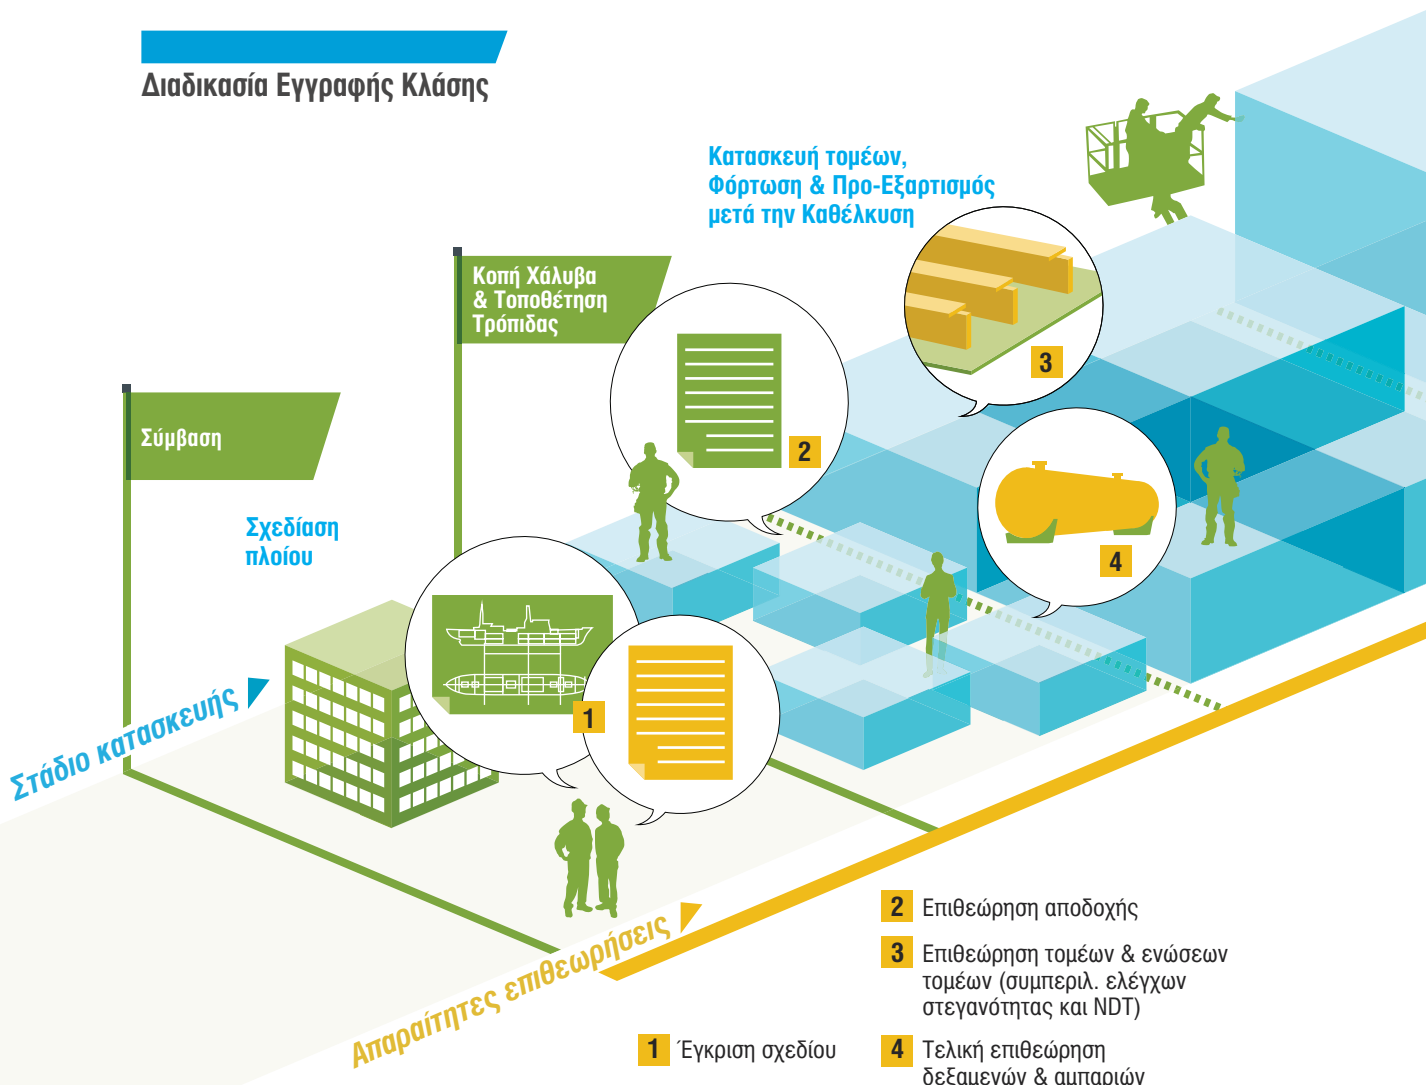 Διαδικασία Εγγραφής Κλάσης
Κατασκευή τομέων,
Φόρτωση & Προ-Εξαρτισμός
μετά την Καθέλκυση
Κοπή Χάλυβα
& Τοποθέτηση
Τρόπιδας
3
Σύμβαση
2
Σχεδίαση
πλοίου
4
1
Στάδιο κατασκευής
Απαραίτητες επιθεωρήσεις
1 Έγκριση σχεδίου
2 Επιθεώρηση αποδοχής
3 Επιθεώρηση τομέων & ενώσεων
τομέων (συμπεριλ. ελέγχων
στεγανότητας και NDT)
4 Τελική επιθεώρηση
δεξαμενών & αμπαριών